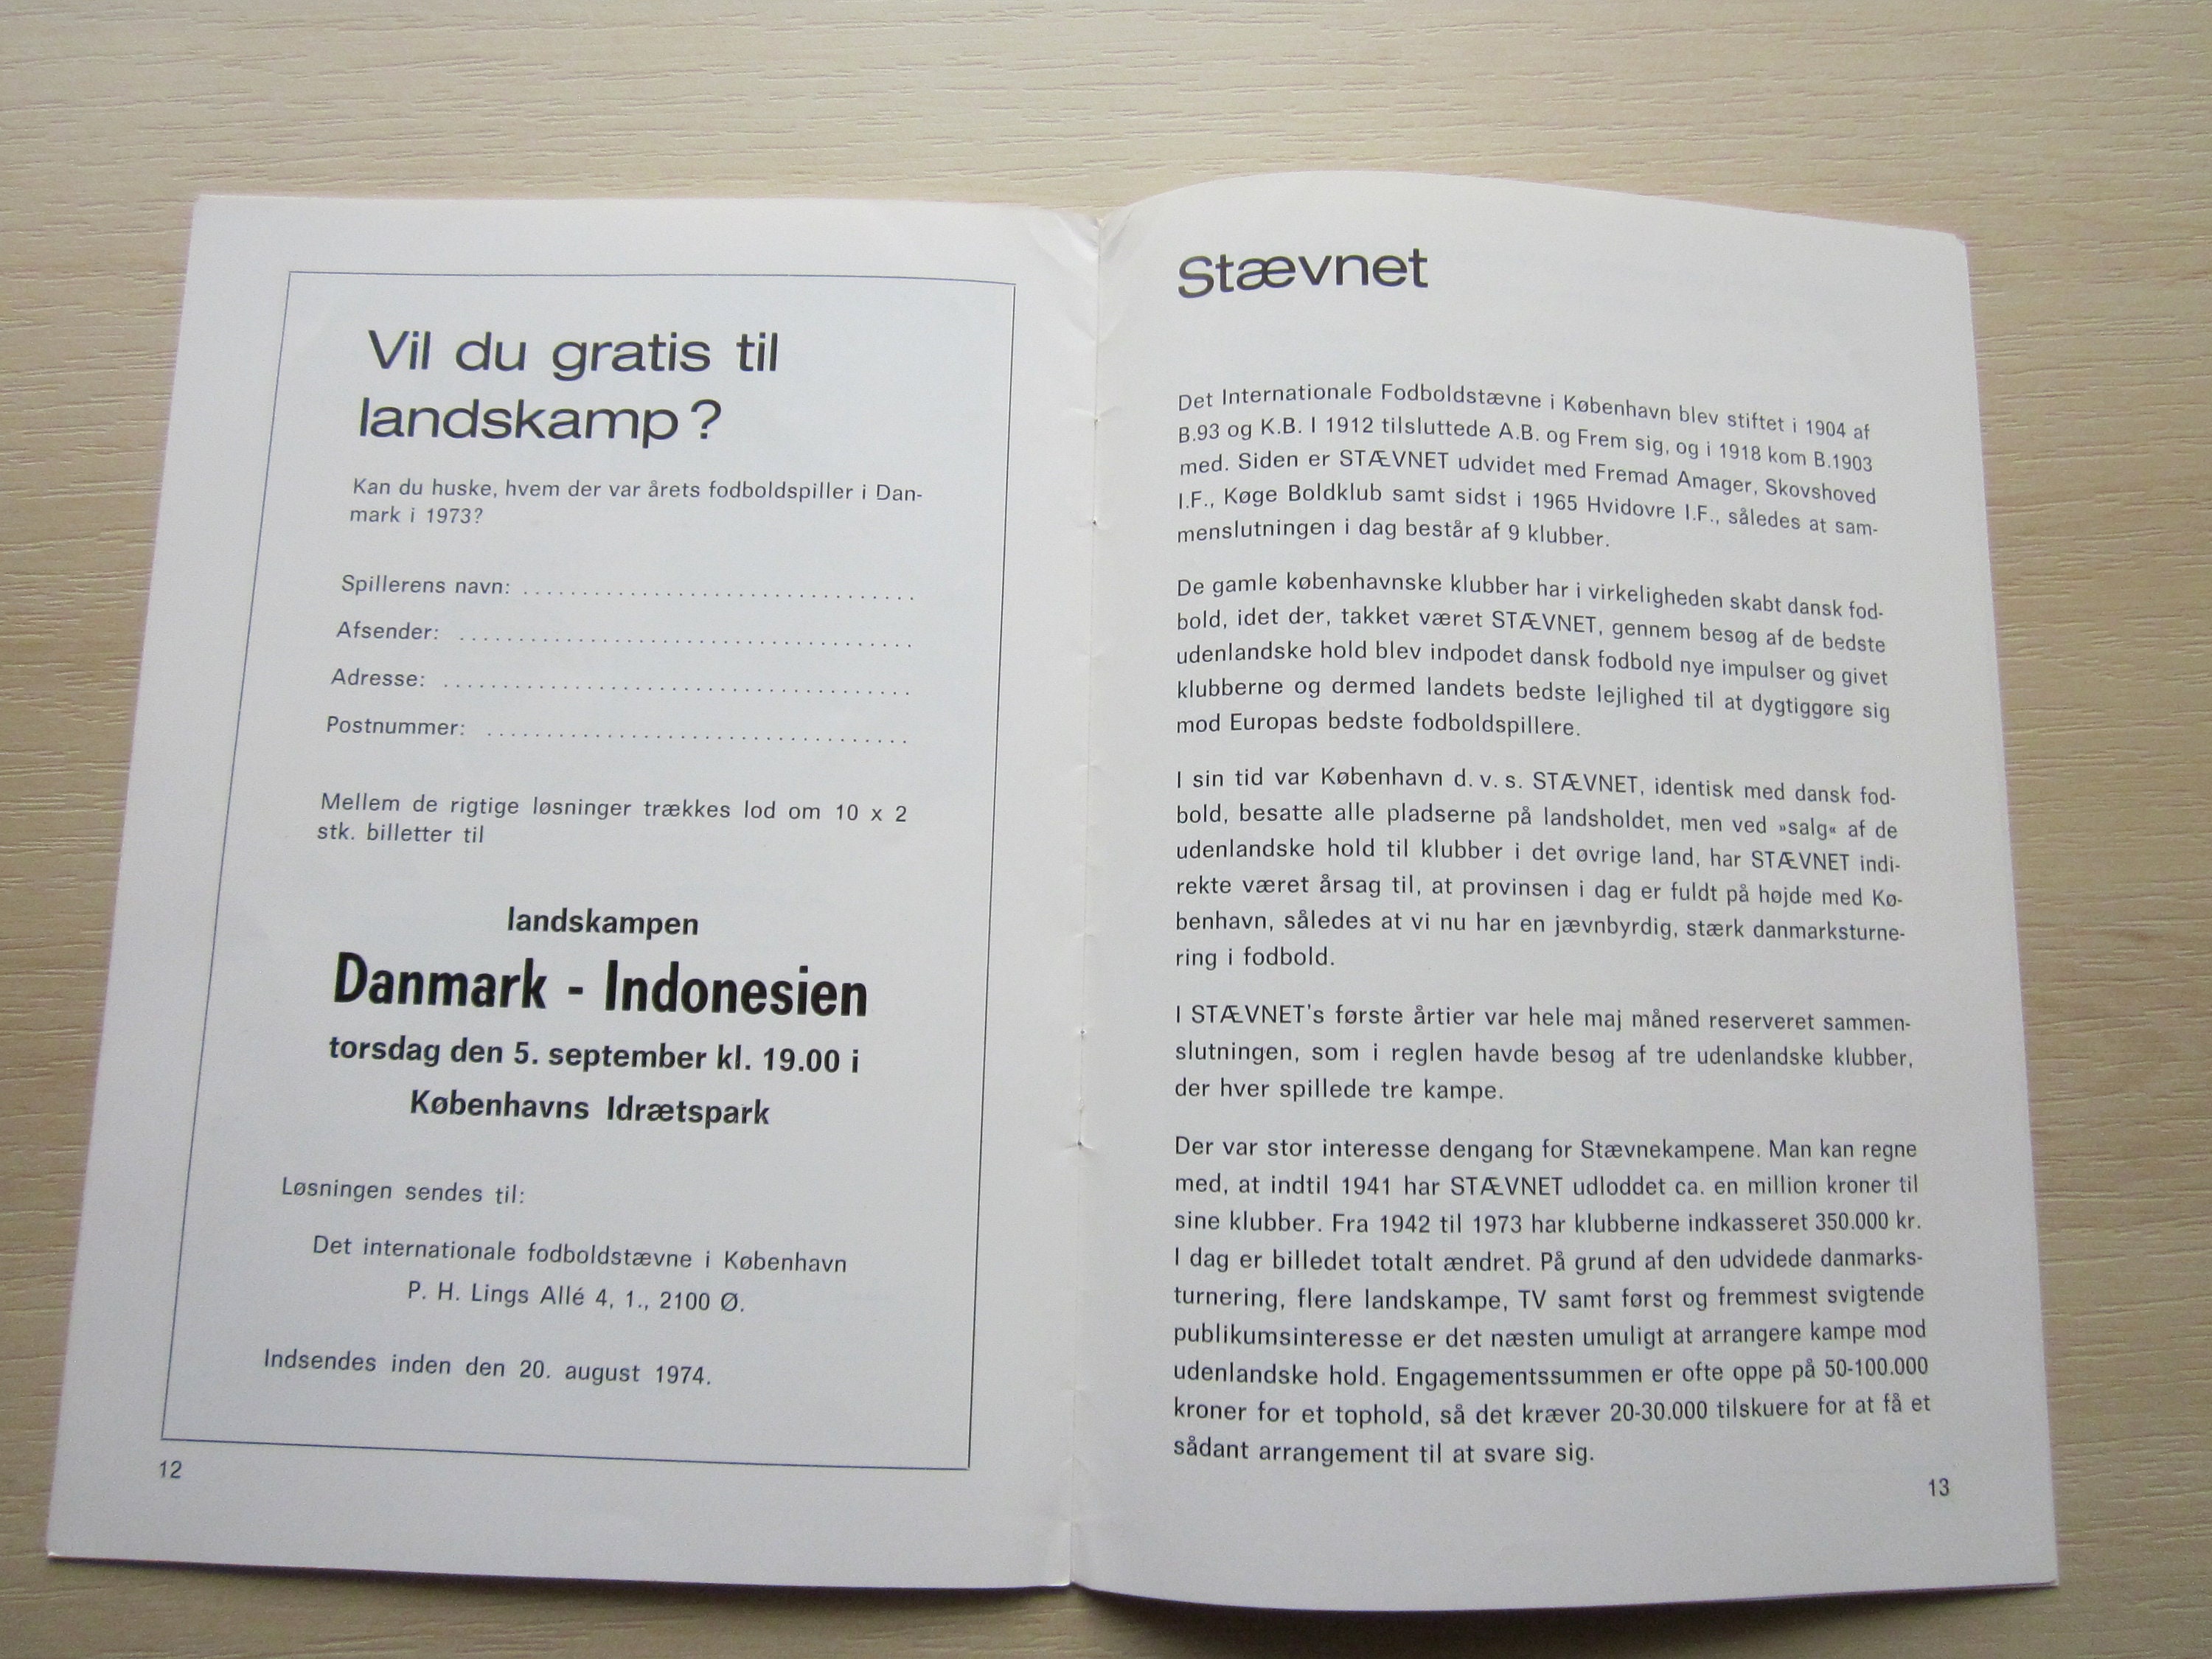 Vil du gratis til
landskamp?
Kan du huske, hvem der var årets fodboldspiller i Dan-
mark i 1973?
Spillerens navn: ................................
Afsender: ................................
Adresse: ................................
Postnummer: ................................
Mellem de rigtige løsninger trækkes lod om 10 x 2
stk. billetter til
landskampen
Danmark - Indonesien
torsdag den 5. september kl. 19.00 i
Københavns Idrætspark
Løsningen sendes til:
Det internationale fodboldstævne i København
P. H. Lings Allé 4, 1., 2100 Ø.
Indsendes inden den 20. august 1974.
12
Stævnet
Det Internationale Fodboldstævne i København blev stiftet i 1904 af
B.93 og K.B. I 1912 tilsluttede A.B. og Frem sig, og i 1918 kom B.1903
med. Siden er STÆVNET udvidet med Fremad Amager, Skovshoved
I.F., Køge Boldklub samt sidst i 1965 Hvidovre I.F., således at sam-
menslutningen i dag består af 9 klubber.
De gamle københavnske klubber har i virkeligheden skabt dansk fod-
bold, idet der, takket været STÆVNET, gennem besøg af de bedste
udenlandske hold blev indpodet dansk fodbold nye impulser og givet
klubberne og dermed landets bedste lejlighed til at dygtiggøre sig
mod Europas bedste fodboldspillere.
I sin tid var København d. v. s. STÆVNET, identisk med dansk fod-
bold, besatte alle pladserne på landsholdet, men ved »salg« af de
udenlandske hold til klubber i det øvrige land, har STÆVNET indi-
rekte været årsag til, at provinsen i dag er fuldt på højde med Kø-
benhavn, således at vi nu har en jævnbyrdig, stærk danmarksturne-
ring i fodbold.
I STÆVNET's første årtier var hele maj måned reserveret sammen-
slutningen, som i reglen havde besøg af tre udenlandske klubber,
der hver spillede tre kampe.
Der var stor interesse dengang for Stævnekampene. Man kan regne
med, at indtil 1941 har STÆVNET udloddet ca. en million kroner til
sine klubber. Fra 1942 til 1973 har klubberne indkasseret 350.000 kr.
I dag er billedet totalt ændret. På grund af den udvidede danmarks-
turnering, flere landskampe, TV samt først og fremmest svigtende
publikumsinteresse er det næsten umuligt at arrangere kampe mod
udenlandske hold. Engagementssummen er ofte oppe på 50-100.000
kroner for et tophold, så det kræver 20-30.000 tilskuere for at få et
sådant arrangement til at svare sig.
13